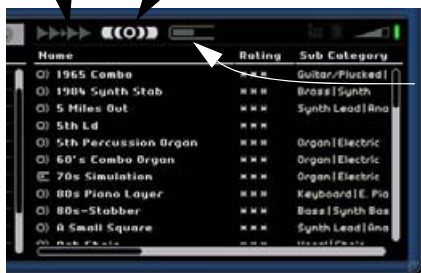 Name Rating Sub Category
1965 Combo *** Guitar/Plucked|
1984 Synth Stab *** Brass|Synth
5 Miles Out *** Synth Lead|Ana
5th Ld ***
5th Percussion Organ *** Organ|Electric
60's Combo Organ *** Organ|Electric
70s Simulation *** Organ|Electric
80s Piano Layer *** Keyboard|E. Pia
80s-Stabber *** Bass|Synth Bas
A Small Square *** Synth Lead|Ana